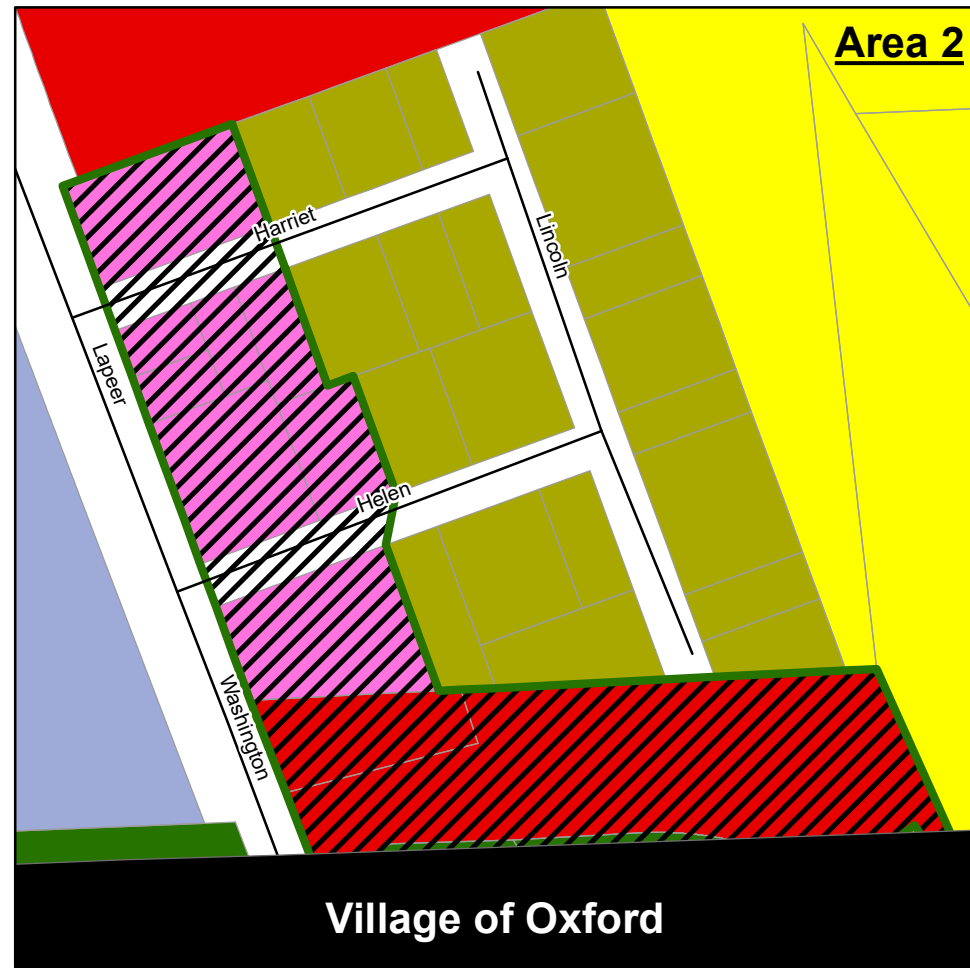 Area 2
Harriet
Lincoln
Lapeer
Helen
Washington
Village of Oxford